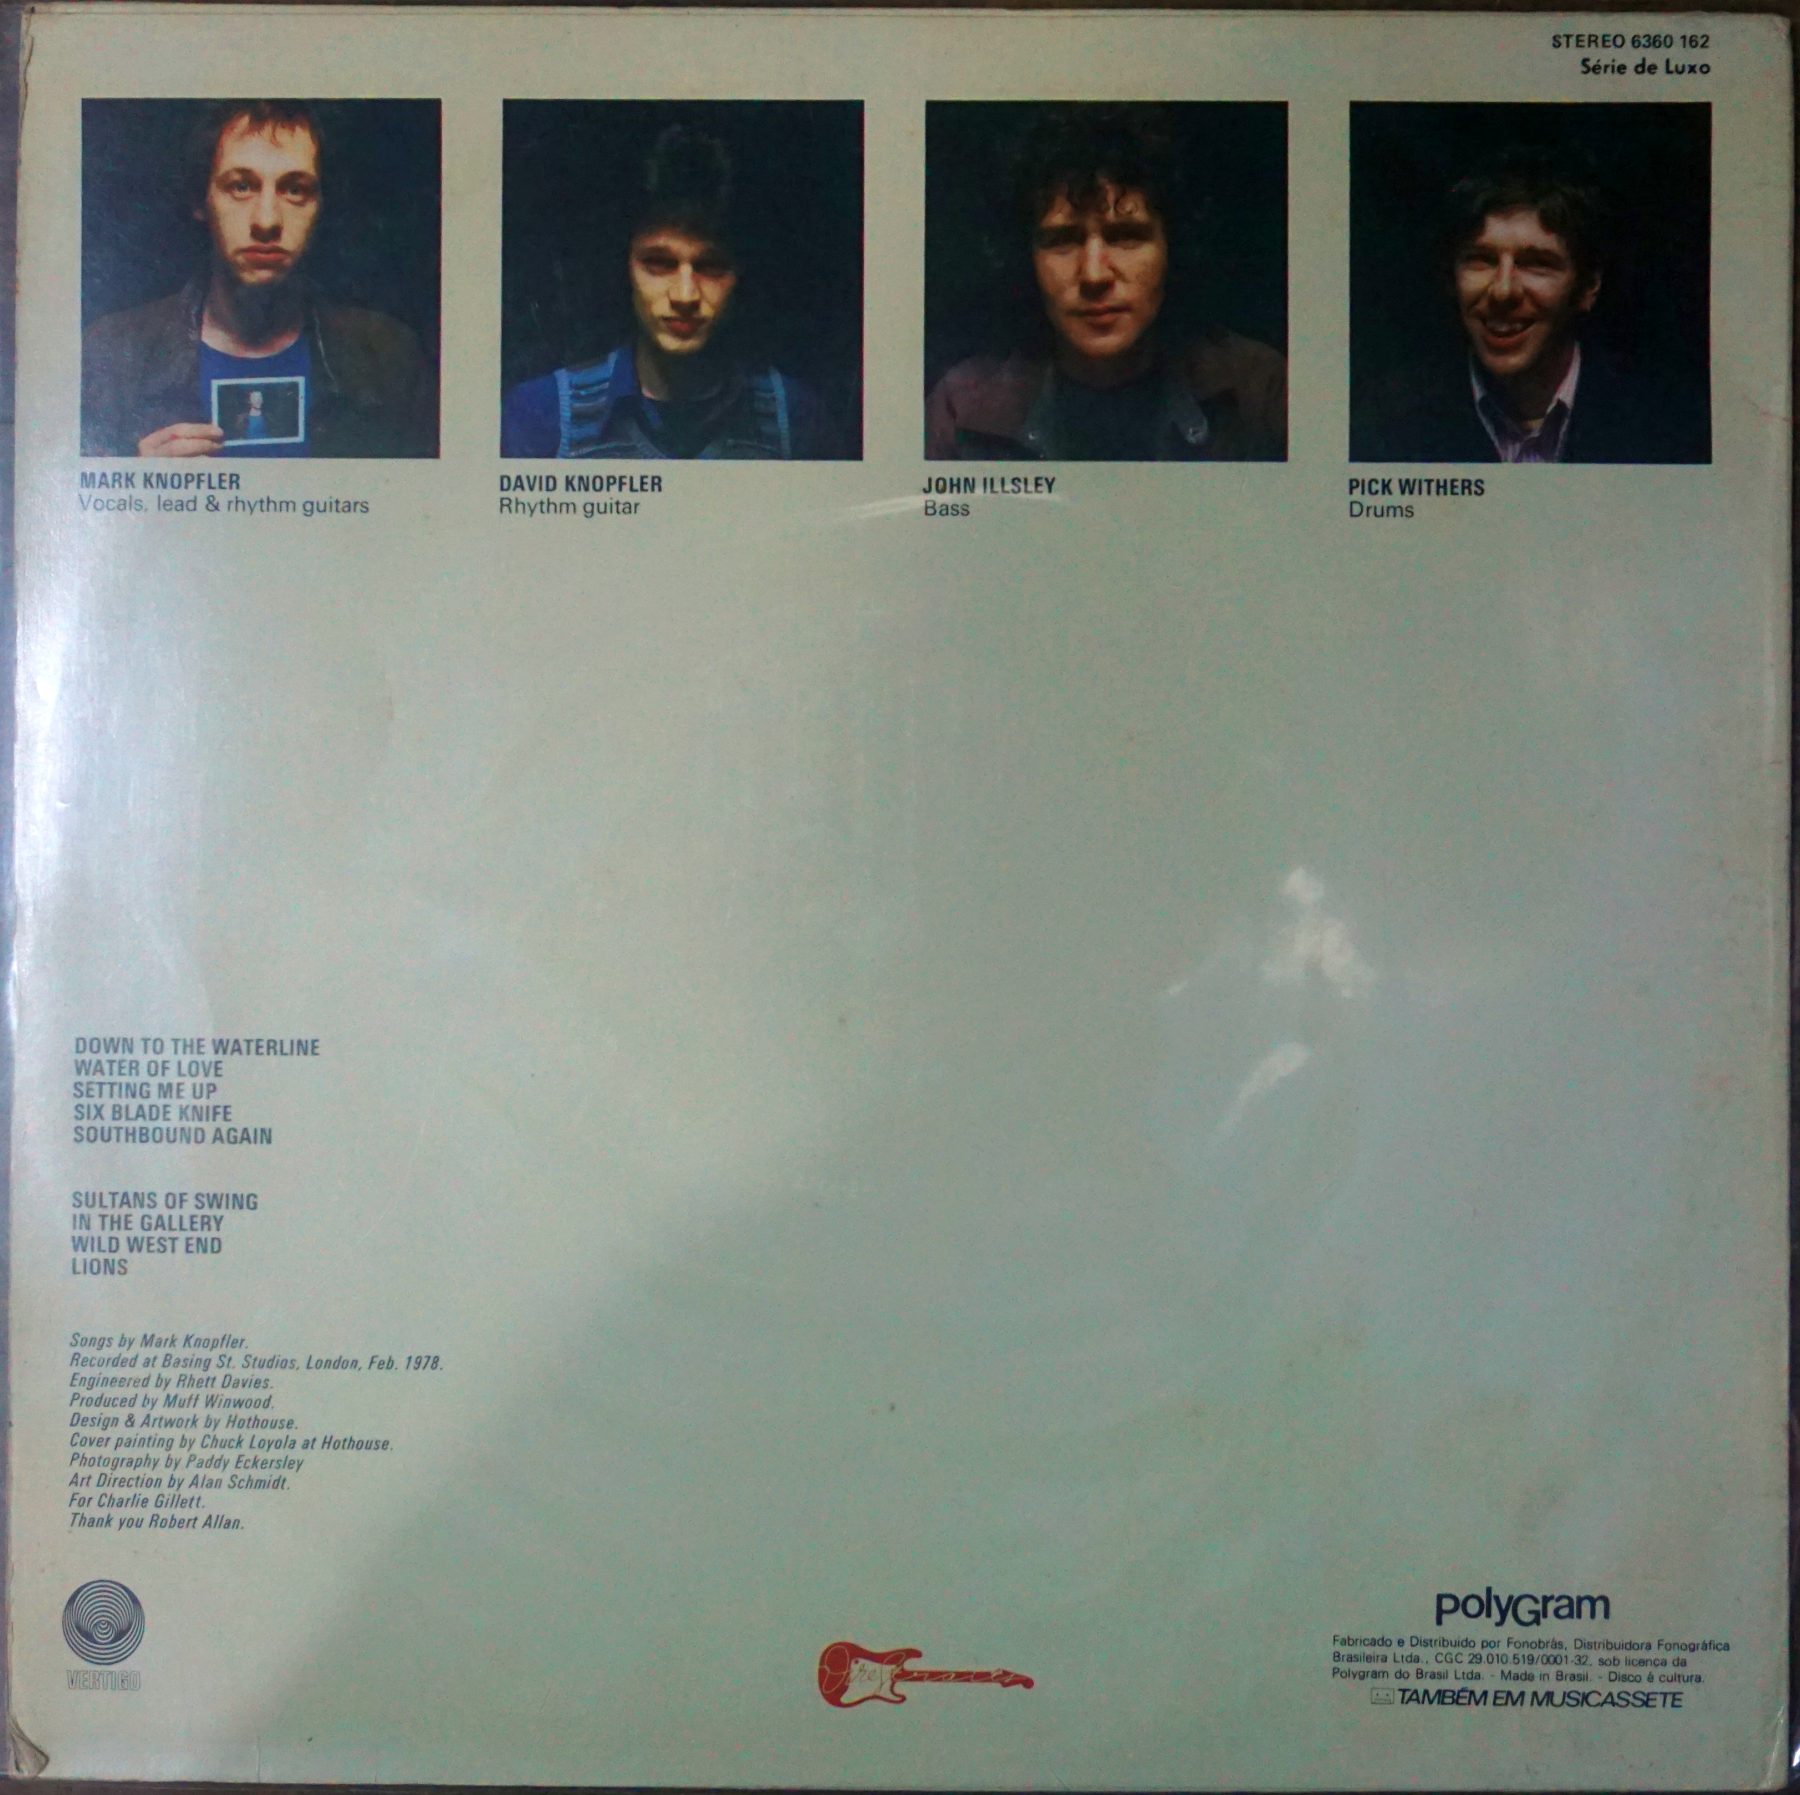 STEREO 6360 162
Série de Luxo
MARK KNOPFLER
Vocals, lead & rhythm guitars
DAVID KNOPFLER
Rhythm guitar
JOHN ILLSLEY
Bass
PICK WITHERS
Drums
DOWN TO THE WATERLINE
WATER OF LOVE
SETTING ME UP
SIX BLADE KNIFE
SOUTHBOUND AGAIN
SULTANS OF SWING
IN THE GALLERY
WILD WEST END
LIONS
Songs by Mark Knopfler.
Recorded at Basing St. Studios, London, Feb. 1978.
Engineered by Rhett Davies.
Produced by Muff Winwood.
Design & Artwork by Hothouse.
Cover painting by Chuck Loyola at Hothouse.
Photography by Paddy Eckersley
Art Direction by Alan Schmidt.
For Charlie Gillett.
Thank you Robert Allan.
VERTIGO
Dire Straits
polyGram
Fabricado e Distribuido por Fonobrás, Distribuidora Fonográfica
Brasileira Ltda., CGC 29.010.519/0001-32, sob licença da
Polygram do Brasil Ltda. - Made in Brasil. - Disco é cultura.
TAMBÉM EM MUSICASSETE